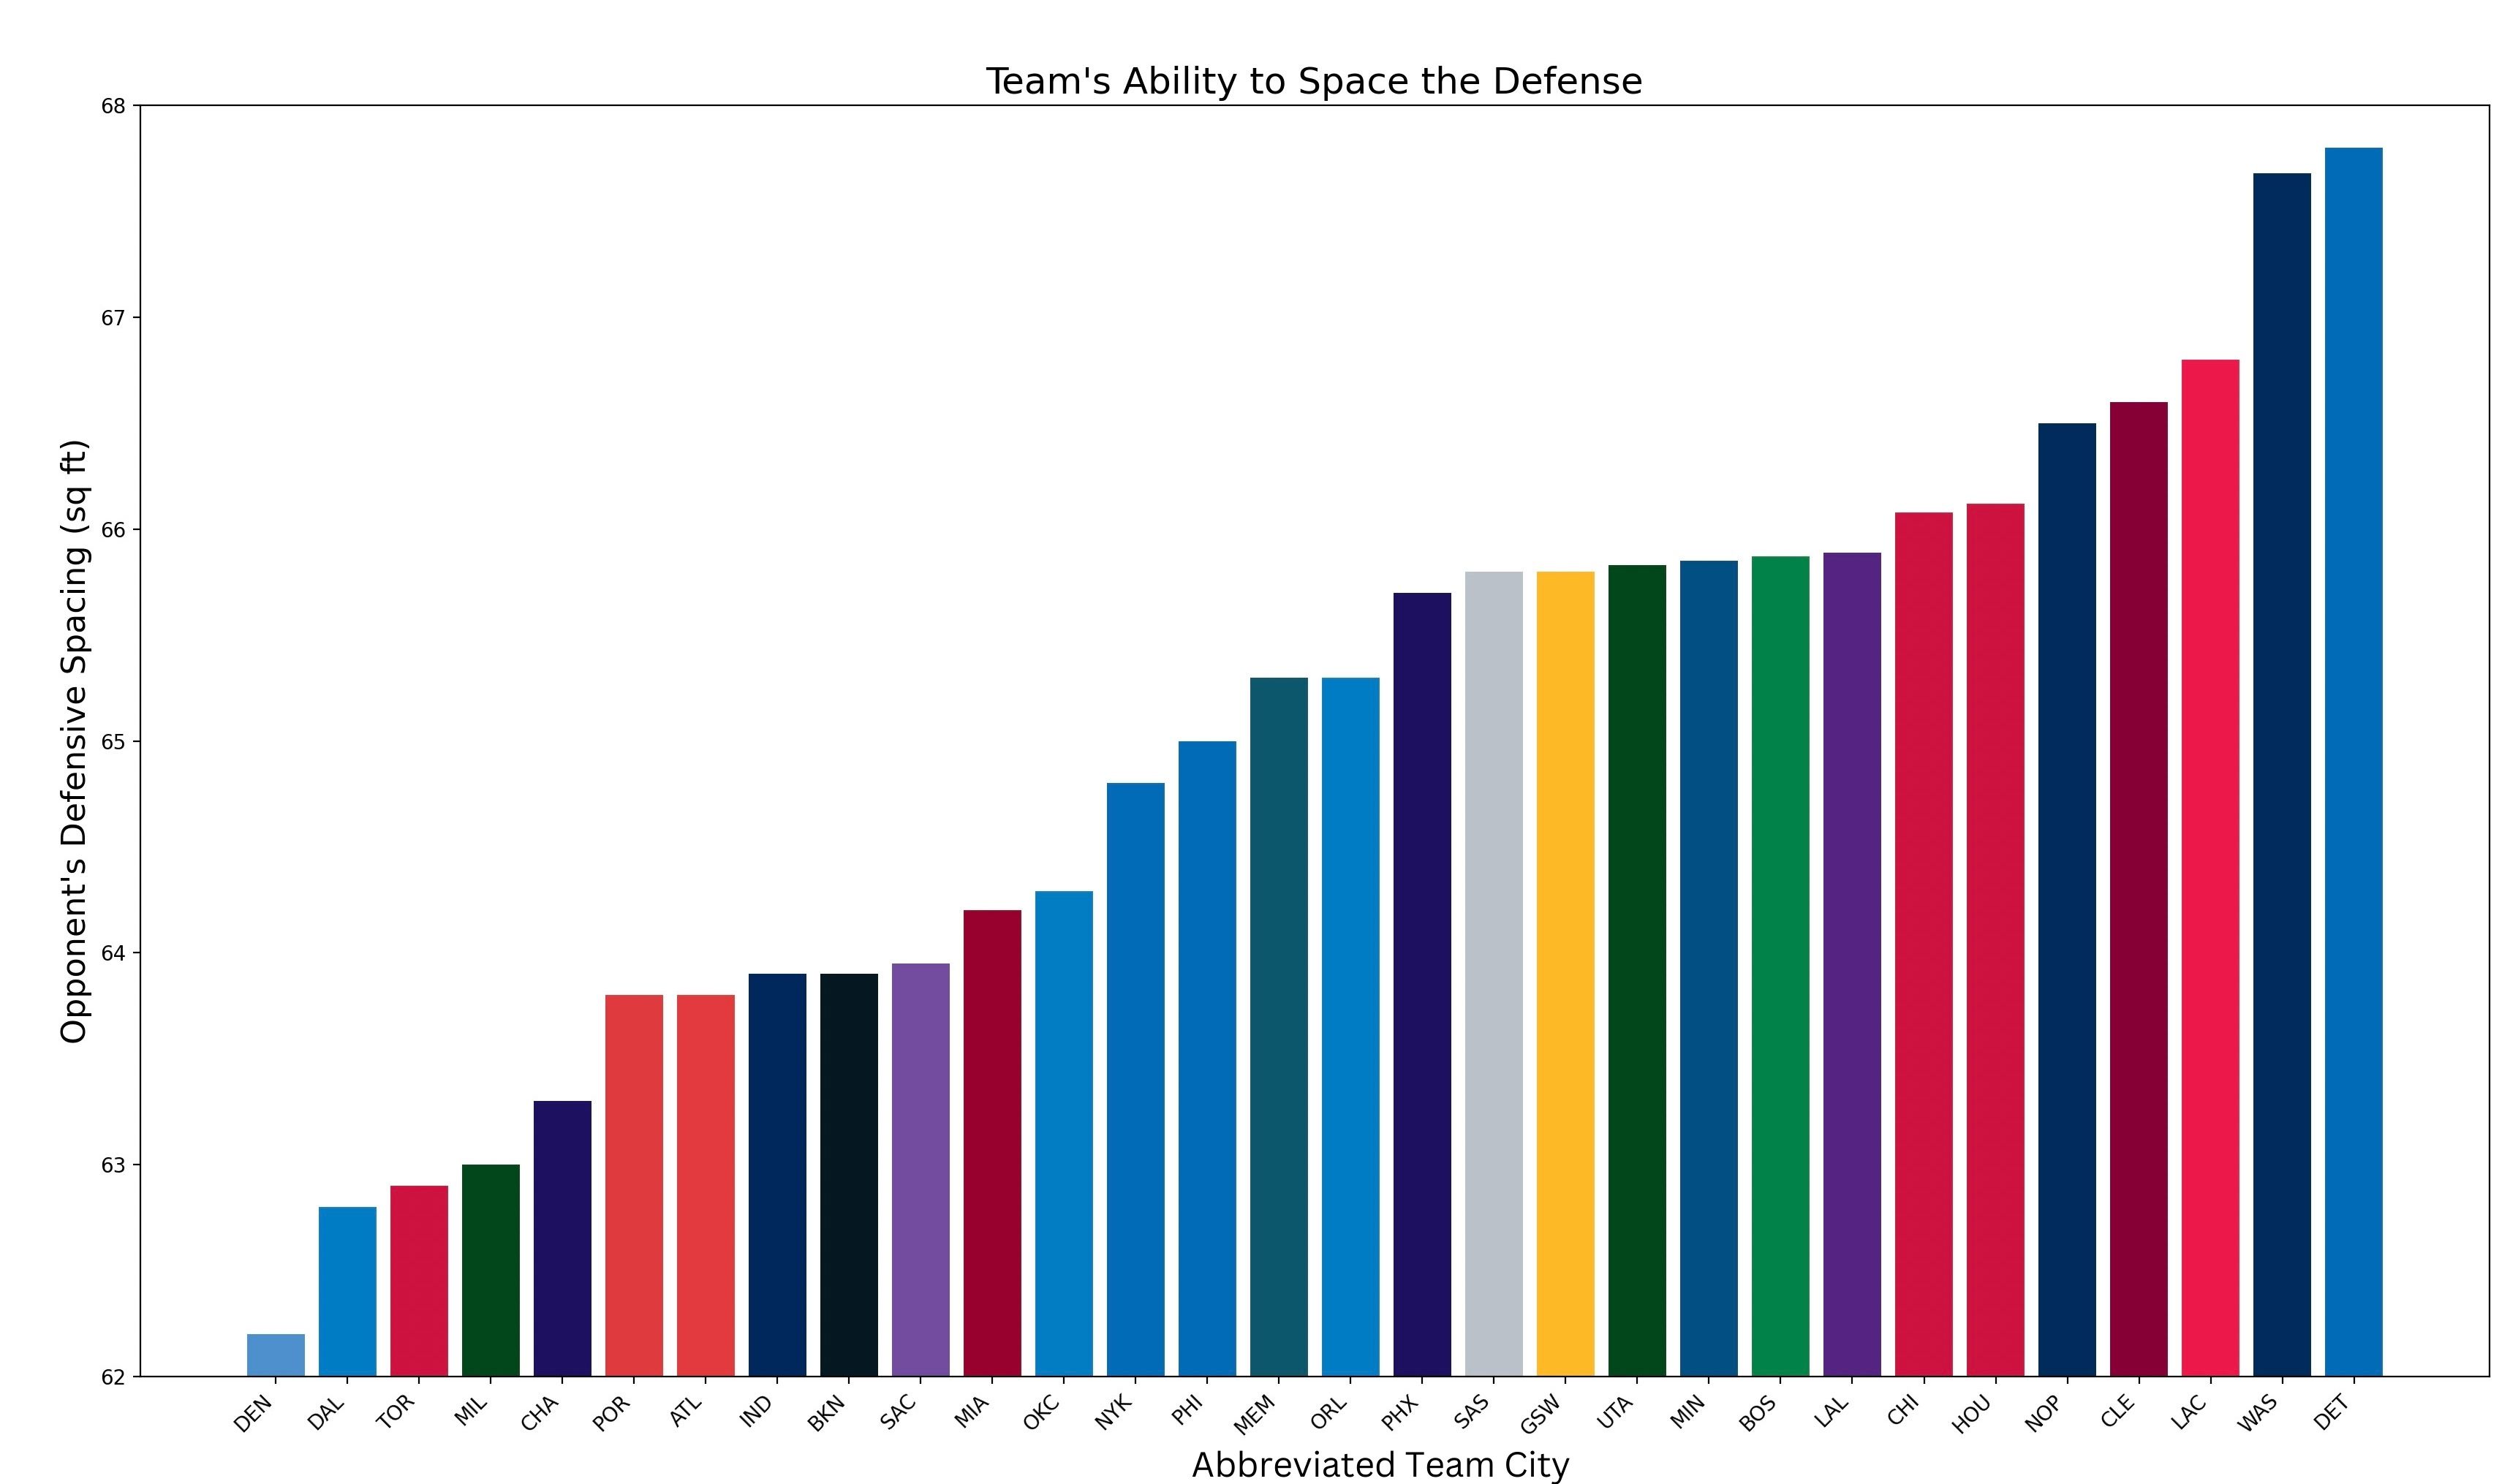 Team's Ability to Space the Defense
Opponent's Defensive Spacing (sq ft)
68
67
66
65
64
63
62
DEN
DAL
TOR
MIL
CHA
POR
ATL
IND
BKN
SAC
MIA
OKC
NYK
PHI
MEM
ORL
PHX
SAS
GSW
UTA
MIN
BOS
LAL
CHI
HOU
NOP
CLE
LAC
WAS
DET
Abbreviated Team City